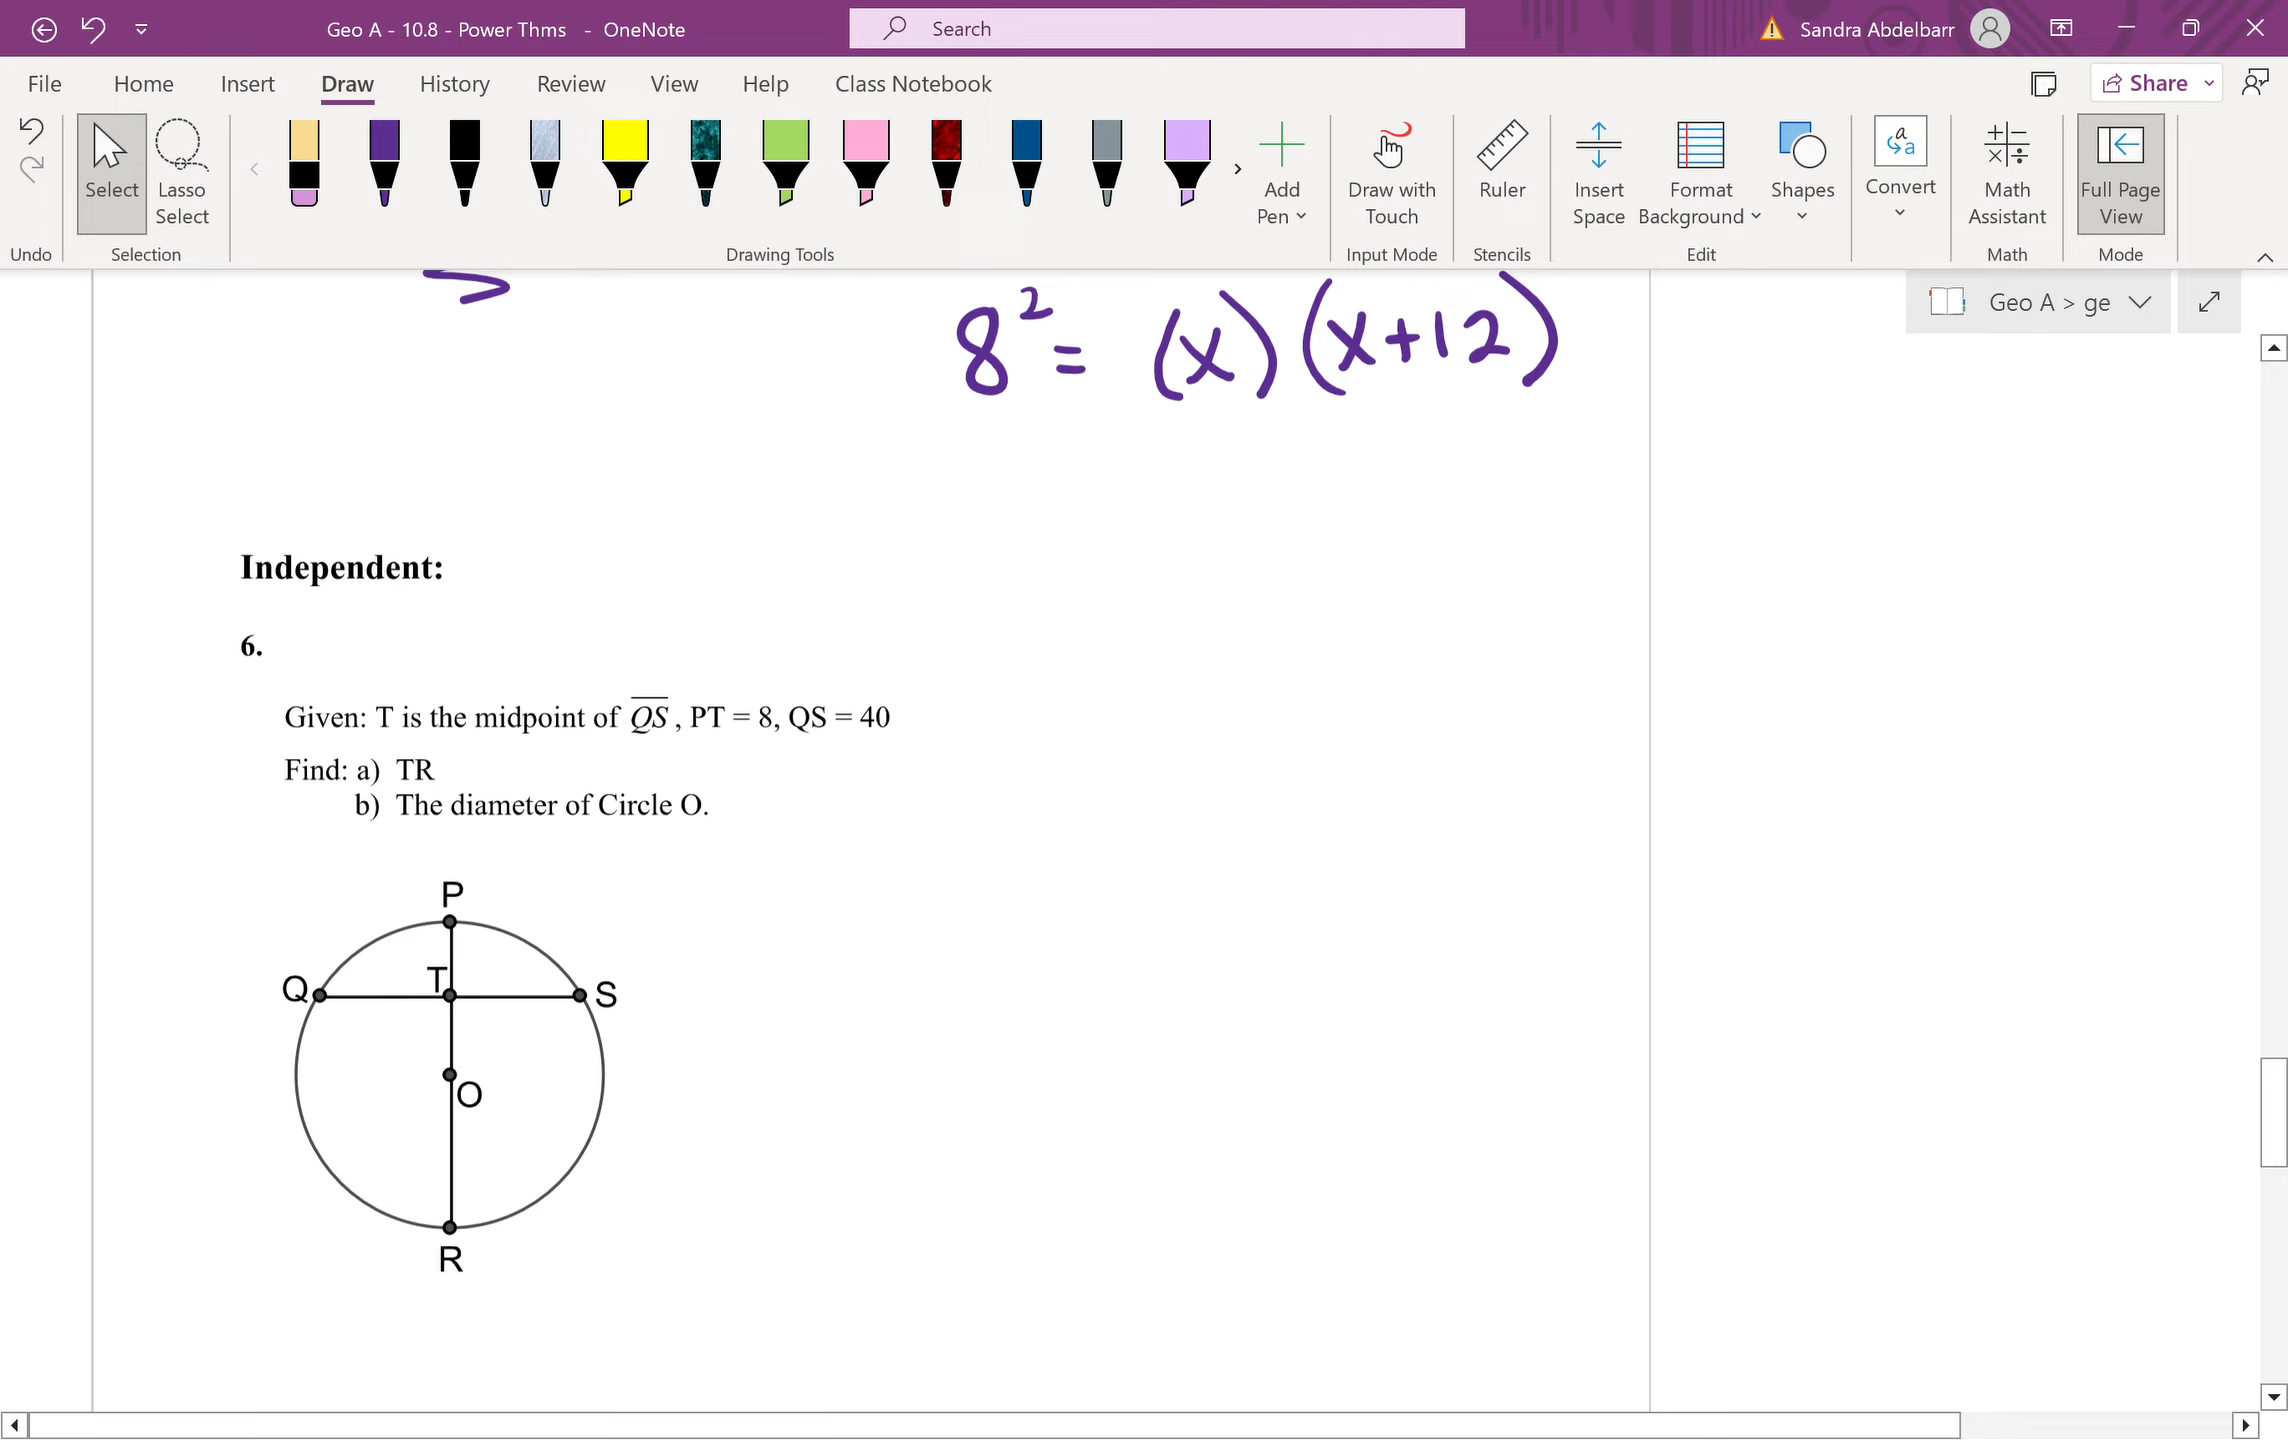 Geo A - 10.8 - Power Thms - OneNote
Search
Sandra Abdelbarr
File Home Insert Draw History Review View Help Class Notebook
Share
Select
Lasso Select
Add Pen
Draw with Touch
Ruler
Insert Space
Format Background
Shapes
Convert
Math Assistant
Full Page View
Undo Selection Drawing Tools Input Mode Stencils Edit Math Mode
Geo A > ge
8² = (x)(x+12)
Independent:
6.
Given: T is the midpoint of \overline{QS}, PT = 8, QS = 40
Find: a) TR
b) The diameter of Circle O.
P
Q
T
S
O
R